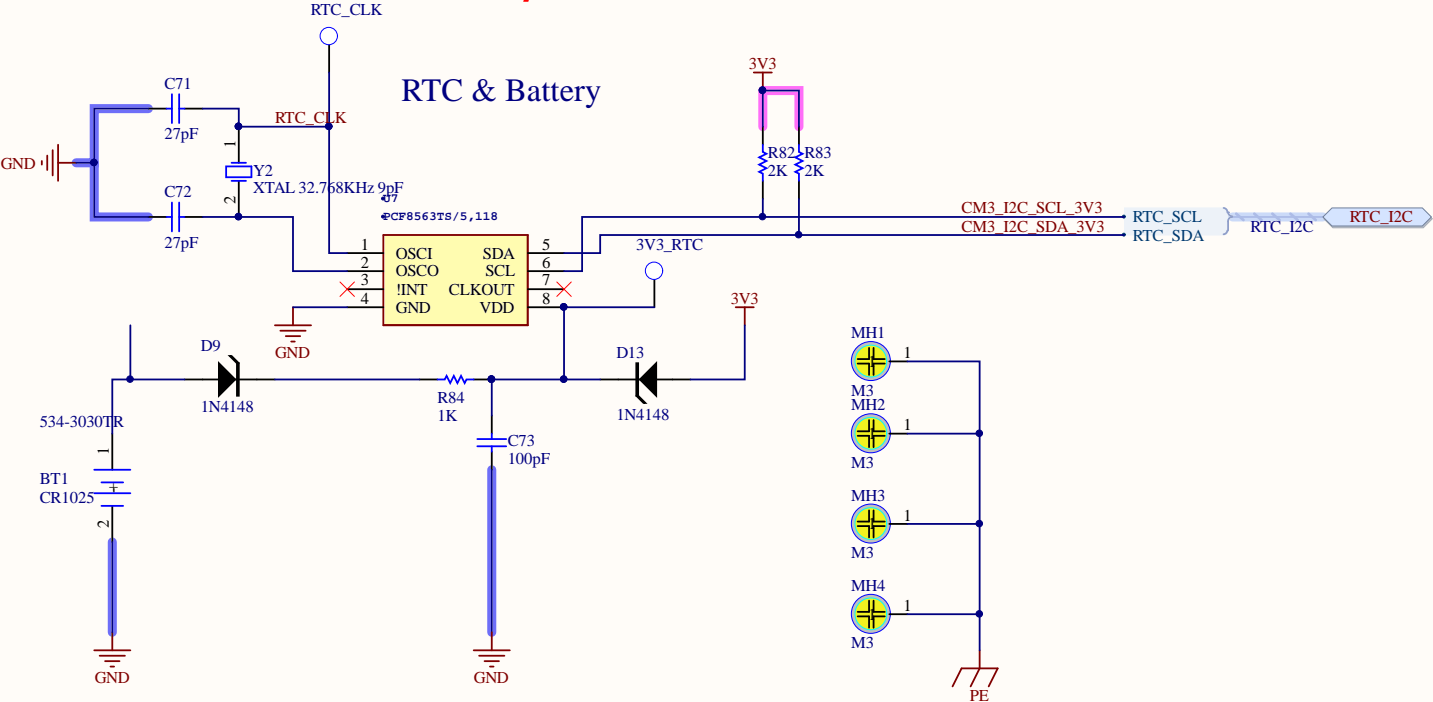 RTC_CLK
RTC & Battery
C71
27pF
RTC_CLK
GND
1
Y2
XTAL 32.768KHz 9pF
2
C72
27pF
U7
PCF8563TS/5,118
1 OSCI
2 OSCO
3 !INT
4 GND
SDA 5
SCL 6
CLKOUT 7
VDD 8
GND
3V3
R82
2K
R83
2K
CM3_I2C_SCL_3V3
CM3_I2C_SDA_3V3
RTC_SCL
RTC_SDA
RTC_I2C
RTC_I2C
3V3_RTC
3V3
D9
1N4148
R84
1K
D13
1N4148
C73
100pF
GND
534-3030TR
1
BT1
CR1025
+
2
GND
MH1
1
M3
MH2
1
M3
MH3
1
M3
MH4
1
M3
PE